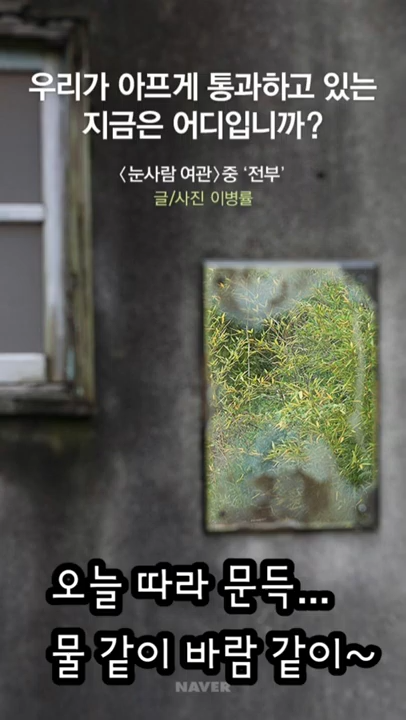 우리가 아프게 통과하고 있는
지금은 어디입니까?
〈눈사람 여관〉중 ‘전부’
글/사진 이병률
오늘 따라 문득...
물 같이 바람 같이~
NAVER